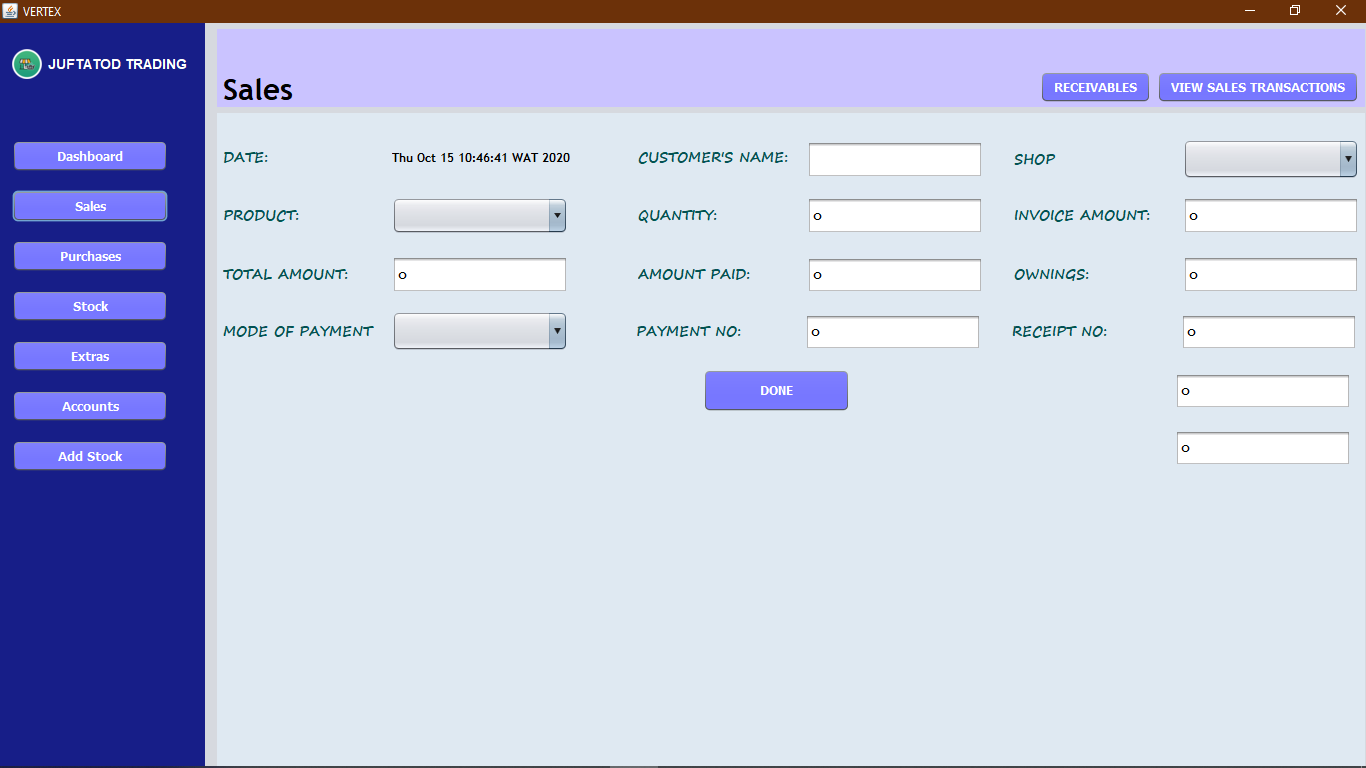 VERTEX
JUFTATOD TRADING
Dashboard
Sales
Purchases
Stock
Extras
Accounts
Add Stock
Sales
RECEIVABLES
VIEW SALES TRANSACTIONS
DATE: Thu Oct 15 10:46:41 WAT 2020 CUSTOMER'S NAME: SHOP
PRODUCT: QUANTITY: 0 INVOICE AMOUNT: 0
TOTAL AMOUNT: 0 AMOUNT PAID: 0 OWNINGS: 0
MODE OF PAYMENT PAYMENT NO: 0 RECEIPT NO: 0
DONE 0
0